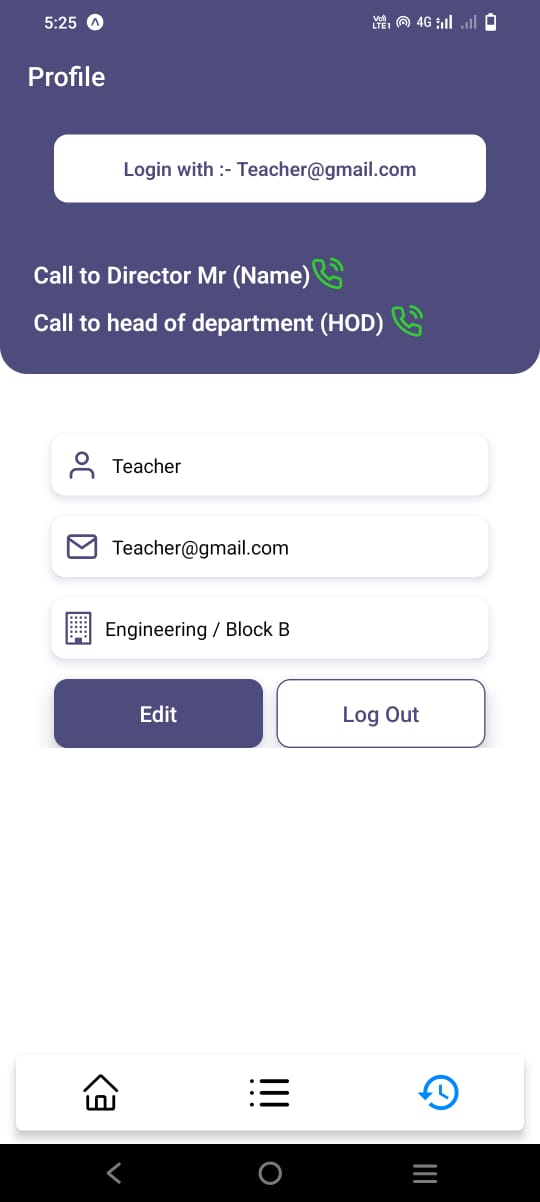 5:25
VoD LTE1 4G
Profile
Login with :- Teacher@gmail.com
Call to Director Mr (Name)
Call to head of department (HOD)
Teacher
Teacher@gmail.com
Engineering / Block B
Edit
Log Out